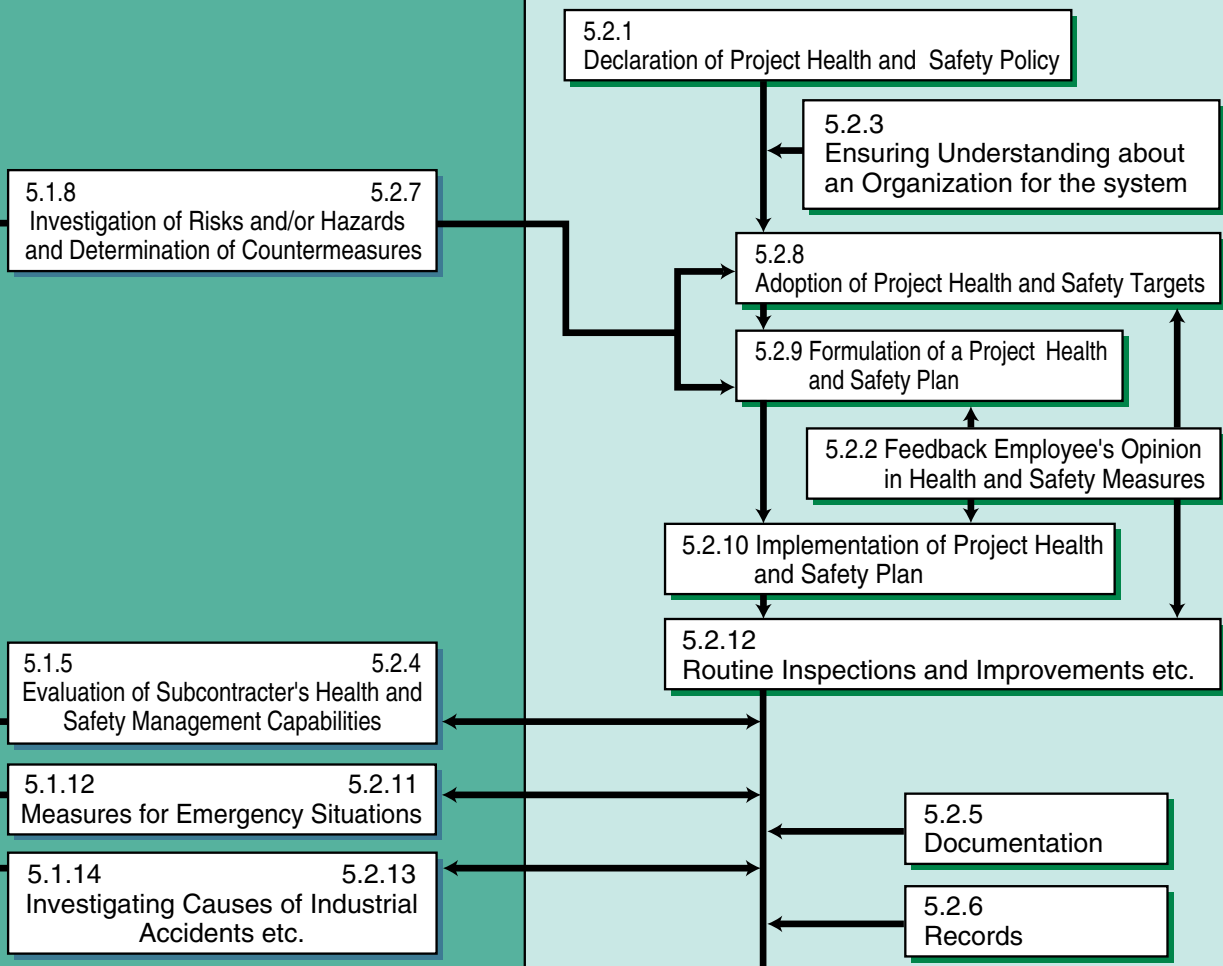 5.2.1
Declaration of Project Health and Safety Policy
5.2.3
Ensuring Understanding about
an Organization for the system
5.1.8 5.2.7
Investigation of Risks and/or Hazards
and Determination of Countermeasures
5.2.8
Adoption of Project Health and Safety Targets
5.2.9 Formulation of a Project Health
and Safety Plan
5.2.2 Feedback Employee's Opinion
in Health and Safety Measures
5.2.10 Implementation of Project Health
and Safety Plan
5.2.12
Routine Inspections and Improvements etc.
5.1.5 5.2.4
Evaluation of Subcontracter's Health and
Safety Management Capabilities
5.1.12 5.2.11
Measures for Emergency Situations
5.2.5
Documentation
5.1.14 5.2.13
Investigating Causes of Industrial
Accidents etc.
5.2.6
Records